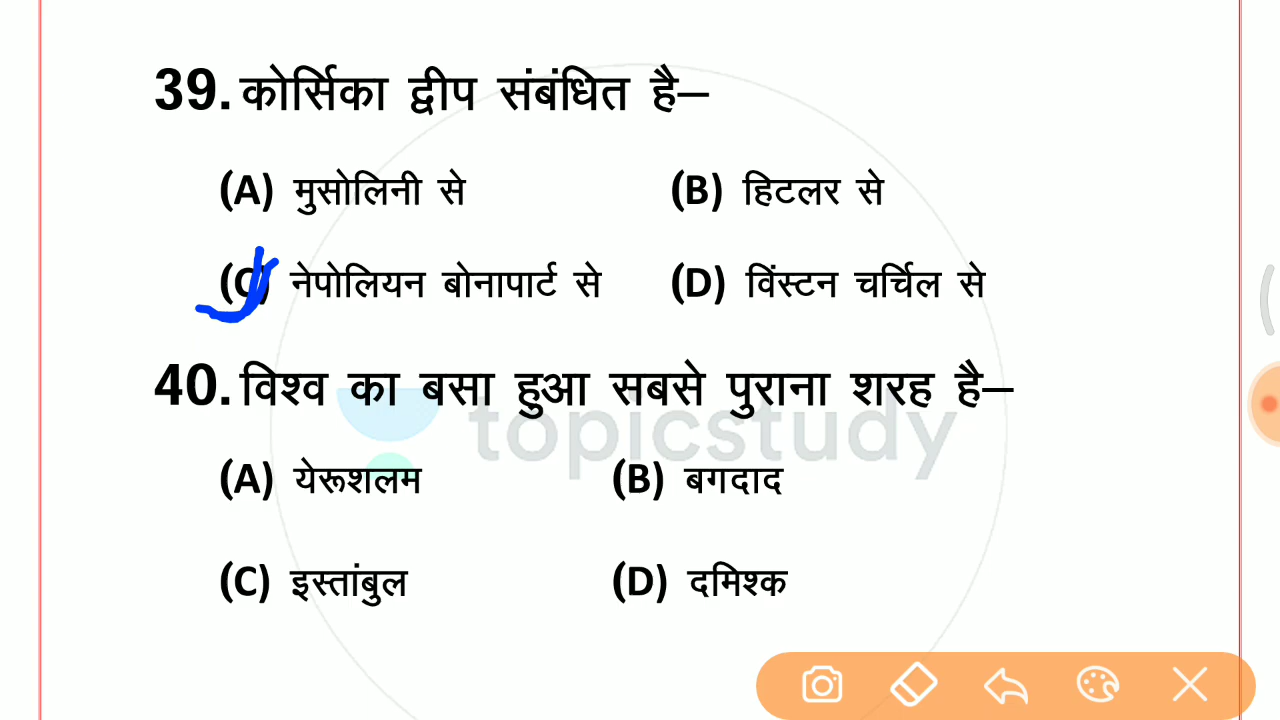 39. कोर्सिका द्वीप संबंधित है–
(A) मुसोलिनी से (B) हिटलर से
(C) नेपोलियन बोनापार्ट से (D) विंस्टन चर्चिल से
40. विश्व का बसा हुआ सबसे पुराना शरह है–
topicstudy
(A) येरूशलम (B) बगदाद
(C) इस्तांबुल (D) दमिश्क